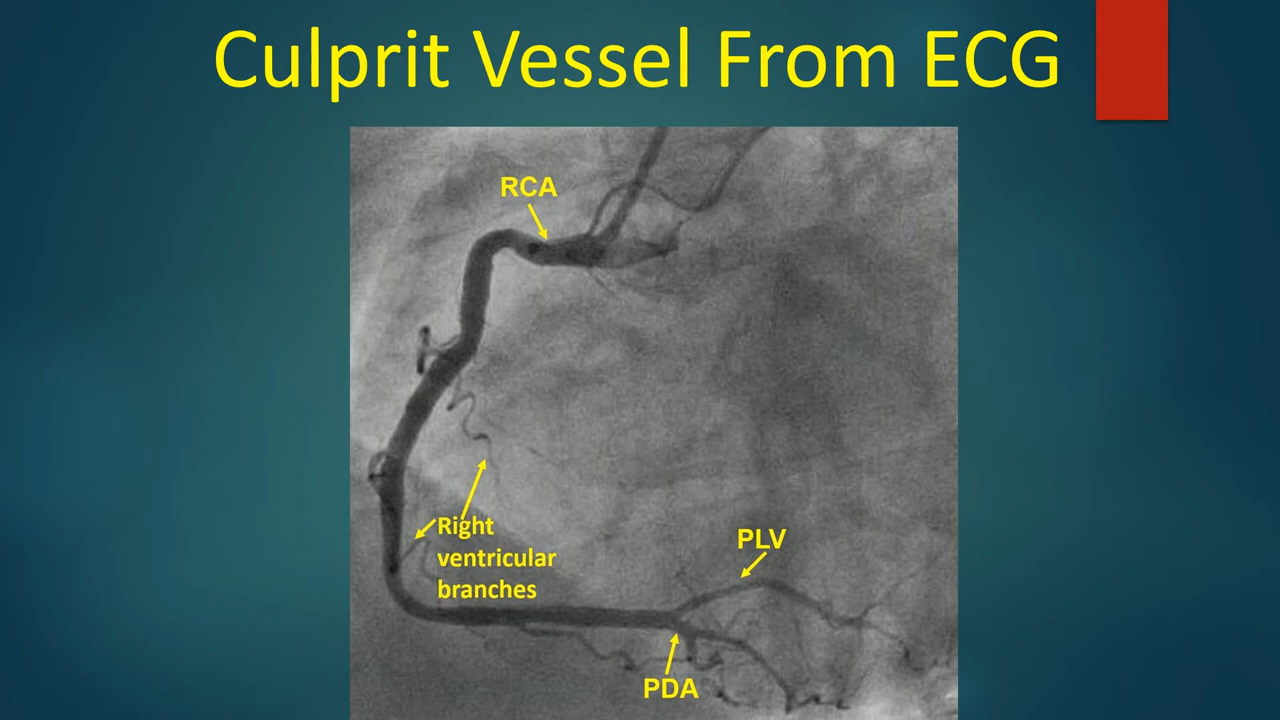 Culprit Vessel From ECG
RCA
Right
ventricular
branches
PLV
PDA